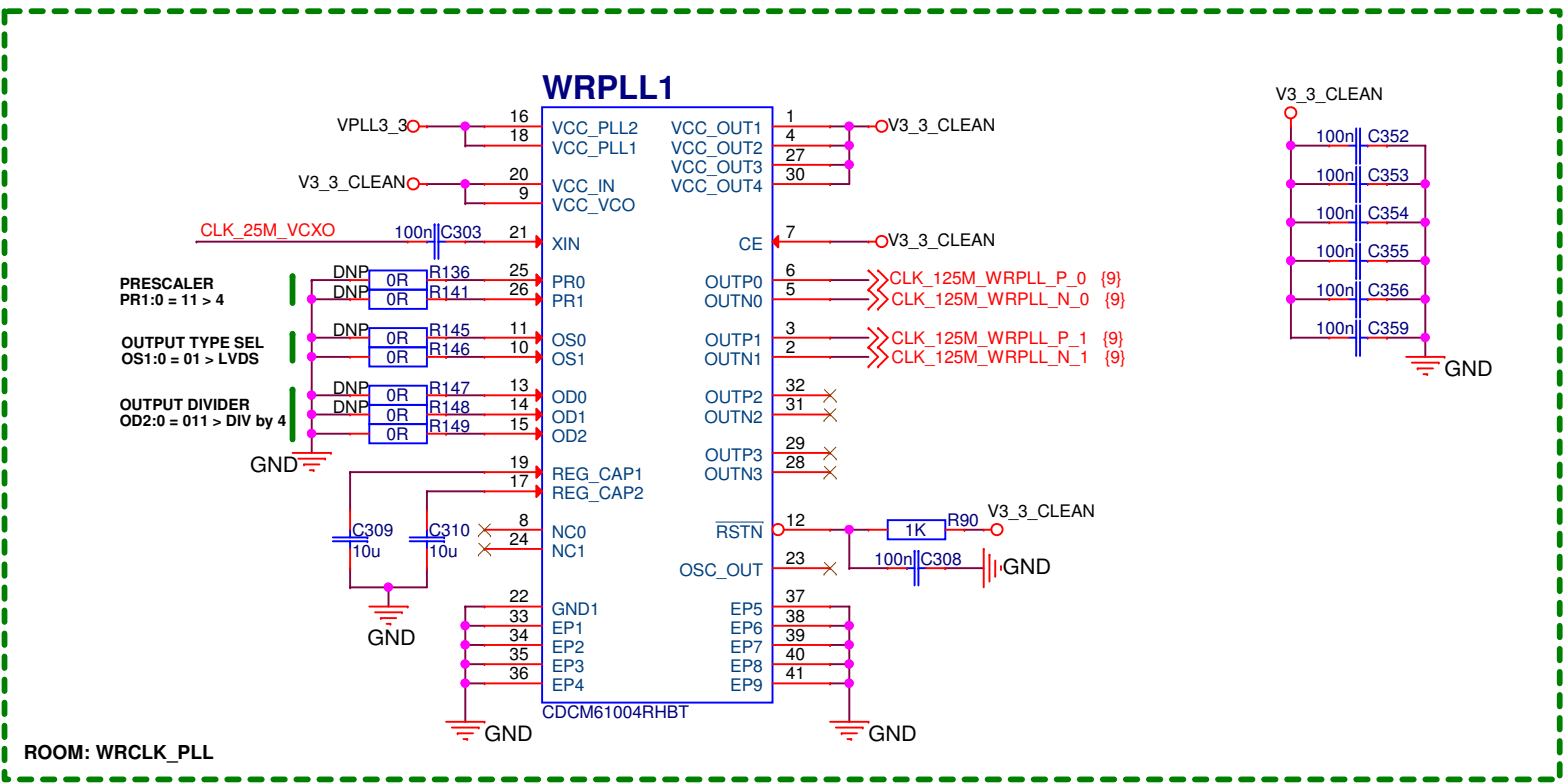 WRPLL1
VPLL3_3
16
18
VCC_PLL2
VCC_PLL1
V3_3_CLEAN
20
9
VCC_IN
VCC_VCO
CLK_25M_VCXO
100n C303
21
XIN
PRESCALER
PR1:0 = 11 > 4
DNP 0R R136 25 PR0
DNP 0R R141 26 PR1
OUTPUT TYPE SEL
OS1:0 = 01 > LVDS
DNP 0R R145 11 OS0
0R R146 10 OS1
OUTPUT DIVIDER
OD2:0 = 011 > DIV by 4
DNP 0R R147 13 OD0
DNP 0R R148 14 OD1
0R R149 15 OD2
GND
19 REG_CAP1
17 REG_CAP2
C309
10u
C310
10u
GND
8 NC0
24 NC1
22 GND1
33 EP1
34 EP2
35 EP3
36 EP4
GND
VCC_OUT1 1 V3_3_CLEAN
VCC_OUT2 4
VCC_OUT3 27
VCC_OUT4 30
CE 7 V3_3_CLEAN
OUTP0 6 CLK_125M_WRPLL_P_0 {9}
OUTN0 5 CLK_125M_WRPLL_N_0 {9}
OUTP1 3 CLK_125M_WRPLL_P_1 {9}
OUTN1 2 CLK_125M_WRPLL_N_1 {9}
OUTP2 32
OUTN2 31
OUTP3 29
OUTN3 28
RSTN 12 1K R90 V3_3_CLEAN
100n C308 GND
OSC_OUT 23
EP5 37
EP6 38
EP7 39
EP8 40
EP9 41
GND
CDCM61004RHBT
V3_3_CLEAN
100n C352
100n C353
100n C354
100n C355
100n C356
100n C359
GND
ROOM: WRCLK_PLL